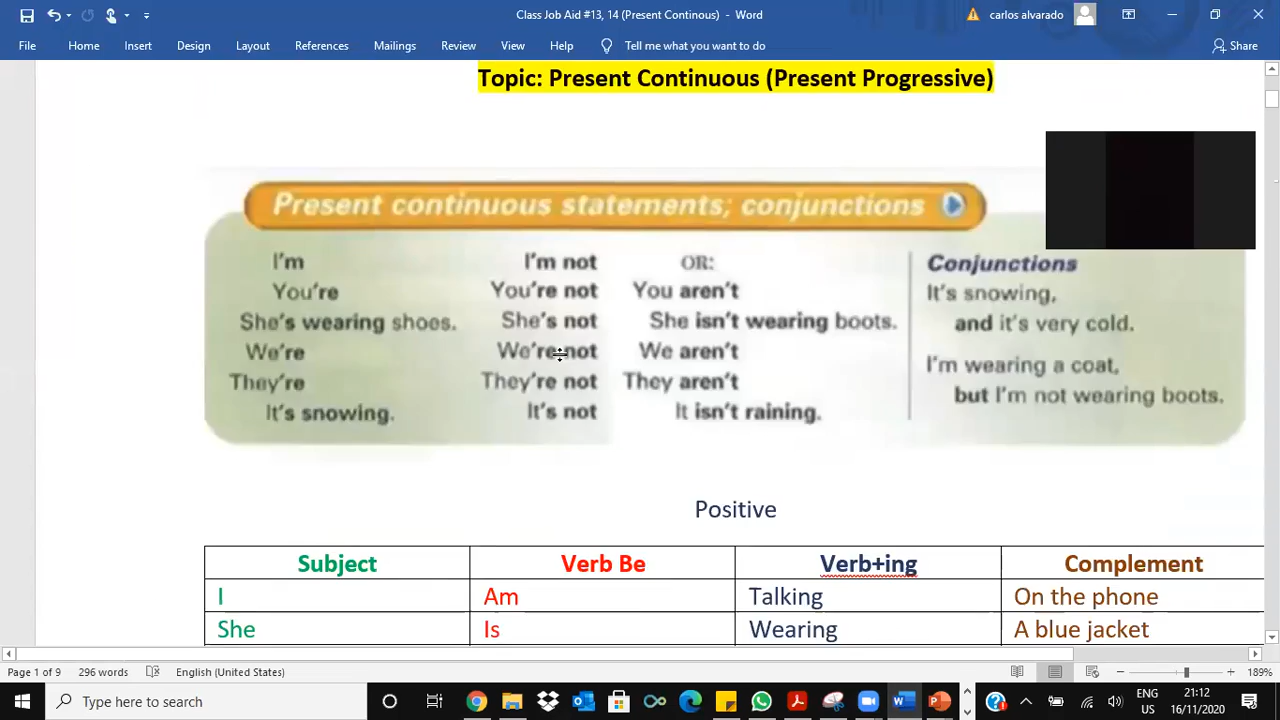 Class Job Aid #13, 14 (Present Continous) - Word
carlos alvarado
File Home Insert Design Layout References Mailings Review View Help Tell me what you want to do Share
Topic: Present Continuous (Present Progressive)
Present continuous statements; conjunctions
I'm I'm not OR: Conjunctions
You're You're not You aren't It's snowing,
She's wearing shoes. She's not She isn't wearing boots. and it's very cold.
We're We're not We aren't I'm wearing a coat,
They're They're not They aren't but I'm not wearing boots.
It's snowing. It's not It isn't raining.
Positive
Subject Verb Be Verb+ing Complement
I Am Talking On the phone
She Is Wearing A blue jacket
Page 1 of 9 296 words English (United States) 189%
Type here to search ENG 21:12
US 16/11/2020